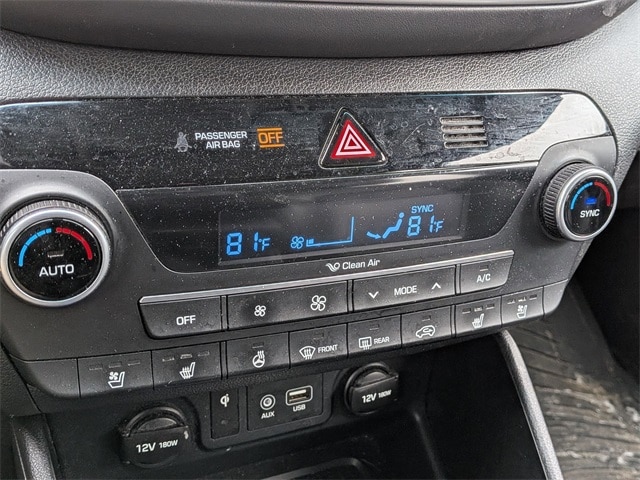 PASSENGER
AIR BAG OFF
SYNC
81°F 81°F
AUTO
SYNC
Clean Air
OFF MODE A/C
FRONT REAR
AUX USB
12V 180W 12V 180W